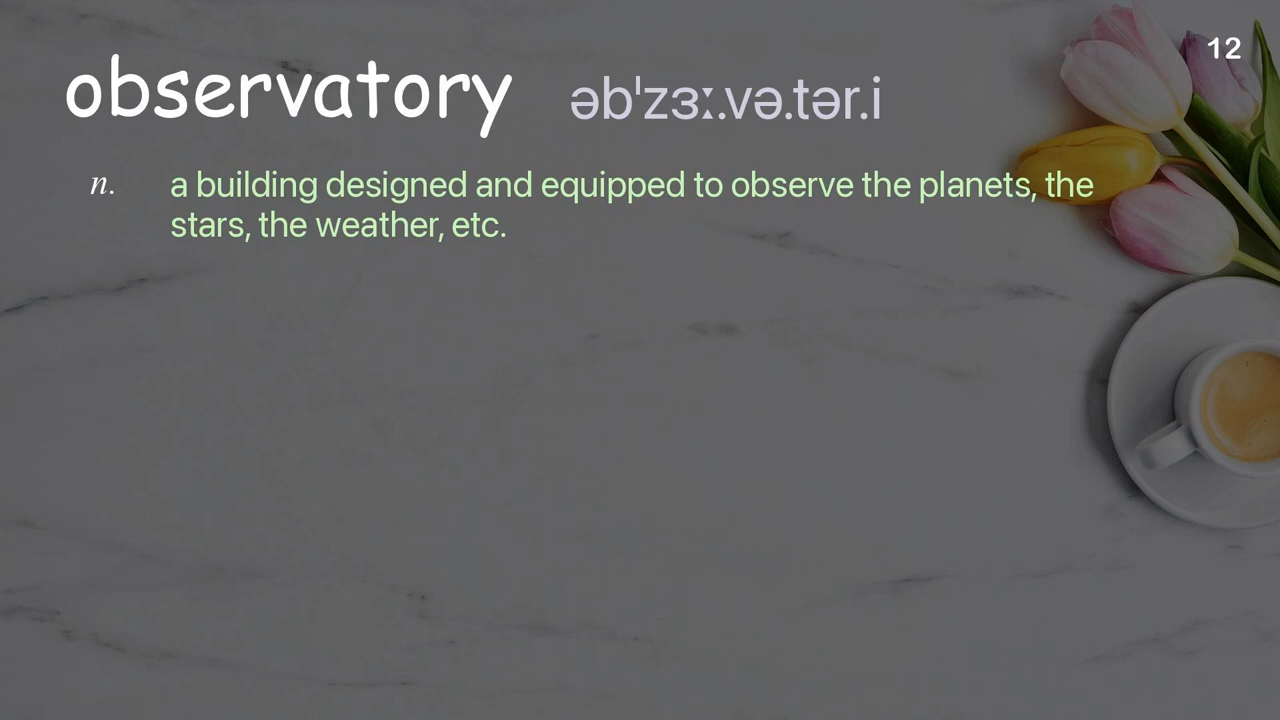 12
observatory əbˈzɜː.və.tər.i
n. a building designed and equipped to observe the planets, the
stars, the weather, etc.